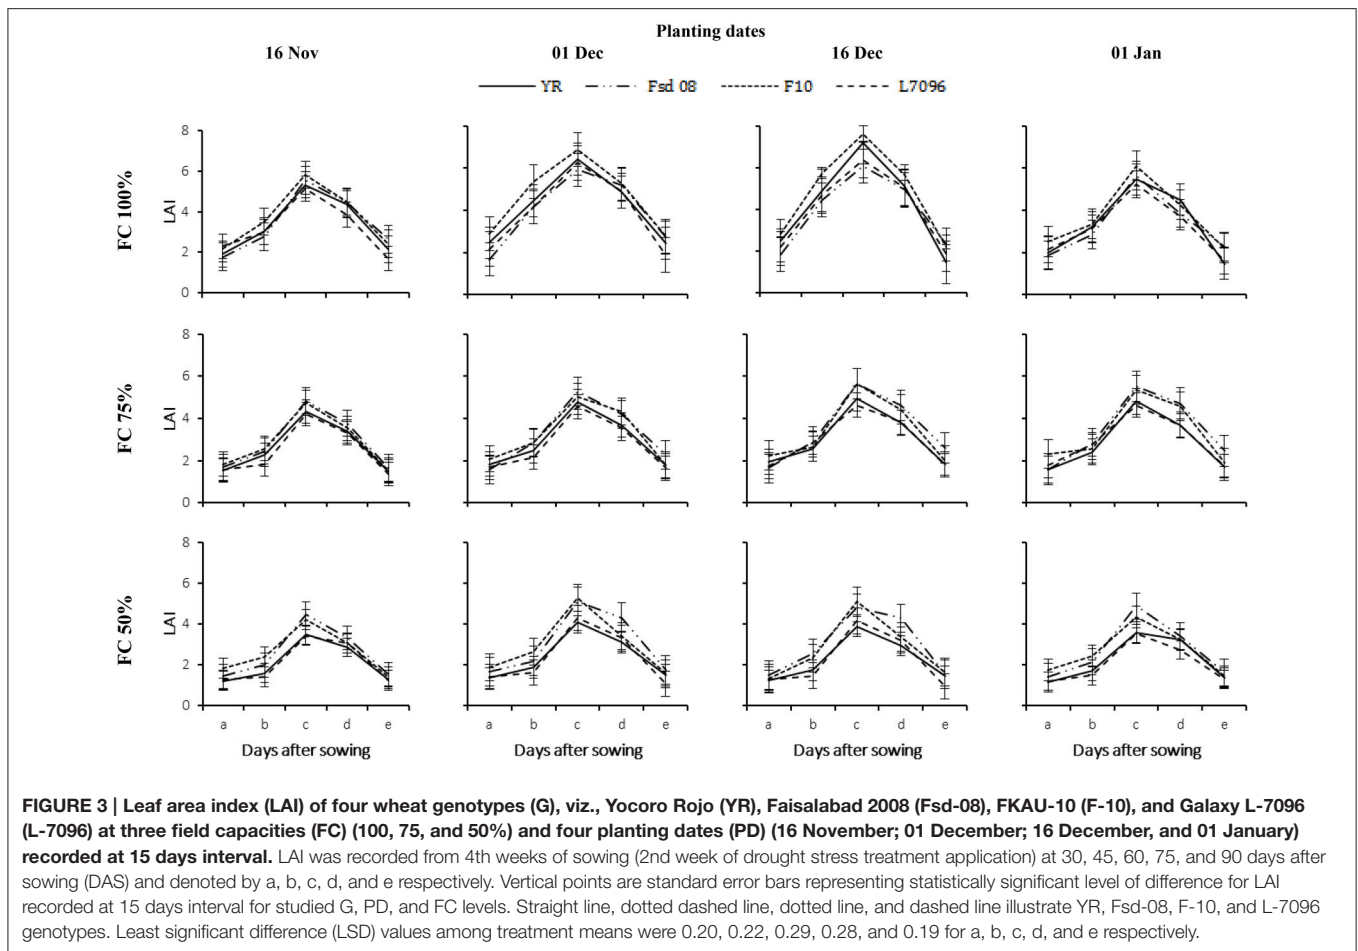 Planting dates
16 Nov 01 Dec 16 Dec 01 Jan
YR Fsd 08 F10 L7096
FC 100%
LAI
8
6
4
2
0
FC 75%
LAI
8
6
4
2
0
FC 50%
LAI
8
6
4
2
0
a b c d e a b c d e a b c d e a b c d e
Days after sowing Days after sowing Days after sowing Days after sowing
FIGURE 3 | Leaf area index (LAI) of four wheat genotypes (G), viz., Yocoro Rojo (YR), Faisalabad 2008 (Fsd-08), FKAU-10 (F-10), and Galaxy L-7096
(L-7096) at three field capacities (FC) (100, 75, and 50%) and four planting dates (PD) (16 November; 01 December; 16 December, and 01 January)
recorded at 15 days interval. LAI was recorded from 4th weeks of sowing (2nd week of drought stress treatment application) at 30, 45, 60, 75, and 90 days after
sowing (DAS) and denoted by a, b, c, d, and e respectively. Vertical points are standard error bars representing statistically significant level of difference for LAI
recorded at 15 days interval for studied G, PD, and FC levels. Straight line, dotted dashed line, dotted line, and dashed line illustrate YR, Fsd-08, F-10, and L-7096
genotypes. Least significant difference (LSD) values among treatment means were 0.20, 0.22, 0.29, 0.28, and 0.19 for a, b, c, d, and e respectively.